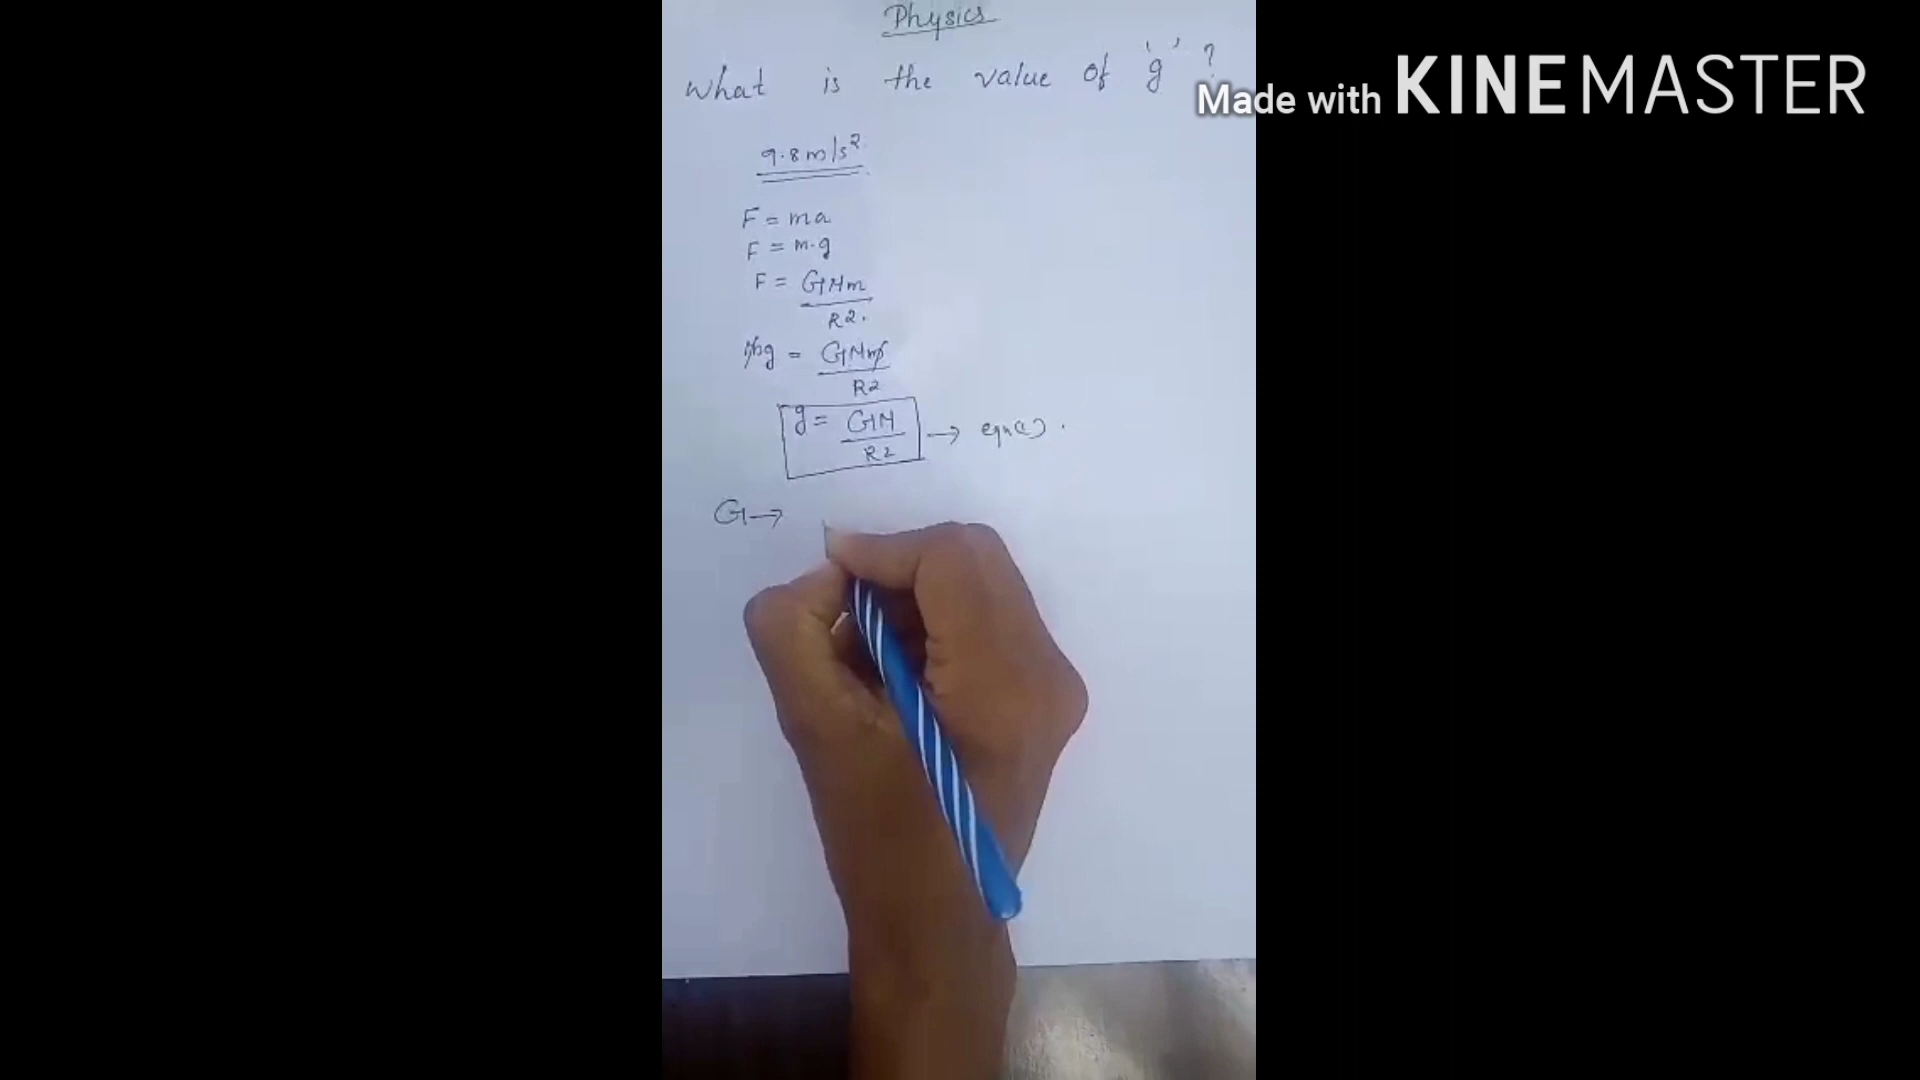 Physics
What is the value of 'g' ?
Made with KINEMASTER
9.8 m/s²
F = ma
F = m.g
F = GMm
R2.
mg = GMm
R2
g = GM → eqn(1).
R2
G →